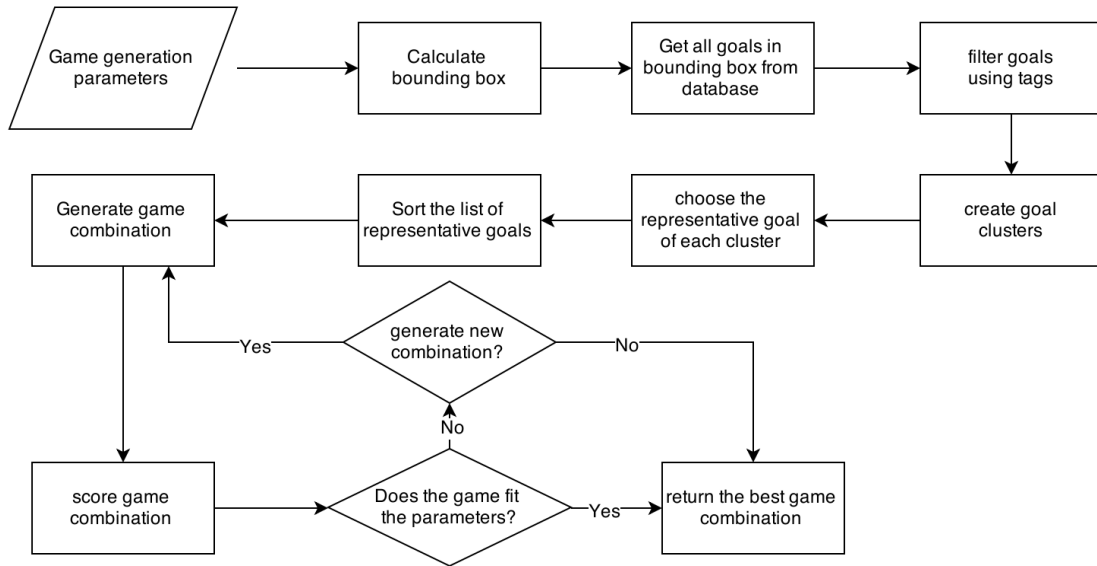 Game generation
parameters
Calculate
bounding box
Get all goals in
bounding box from
database
filter goals
using tags
Generate game
combination
Sort the list of
representative goals
choose the
representative goal
of each cluster
create goal
clusters
generate new
combination?
Yes
No
No
score game
combination
Does the game fit
the parameters?
Yes
return the best game
combination